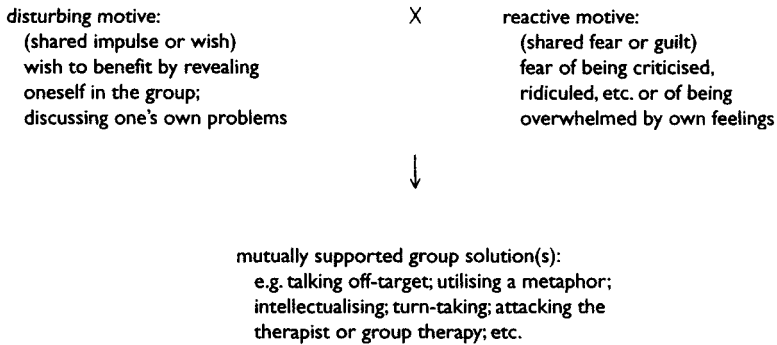 disturbing motive:
(shared impulse or wish)
wish to benefit by revealing
oneself in the group;
discussing one's own problems
X
reactive motive:
(shared fear or guilt)
fear of being criticised,
ridiculed, etc. or of being
overwhelmed by own feelings
↓
mutually supported group solution(s):
e.g. talking off-target; utilising a metaphor;
intellectualising; turn-taking; attacking the
therapist or group therapy; etc.